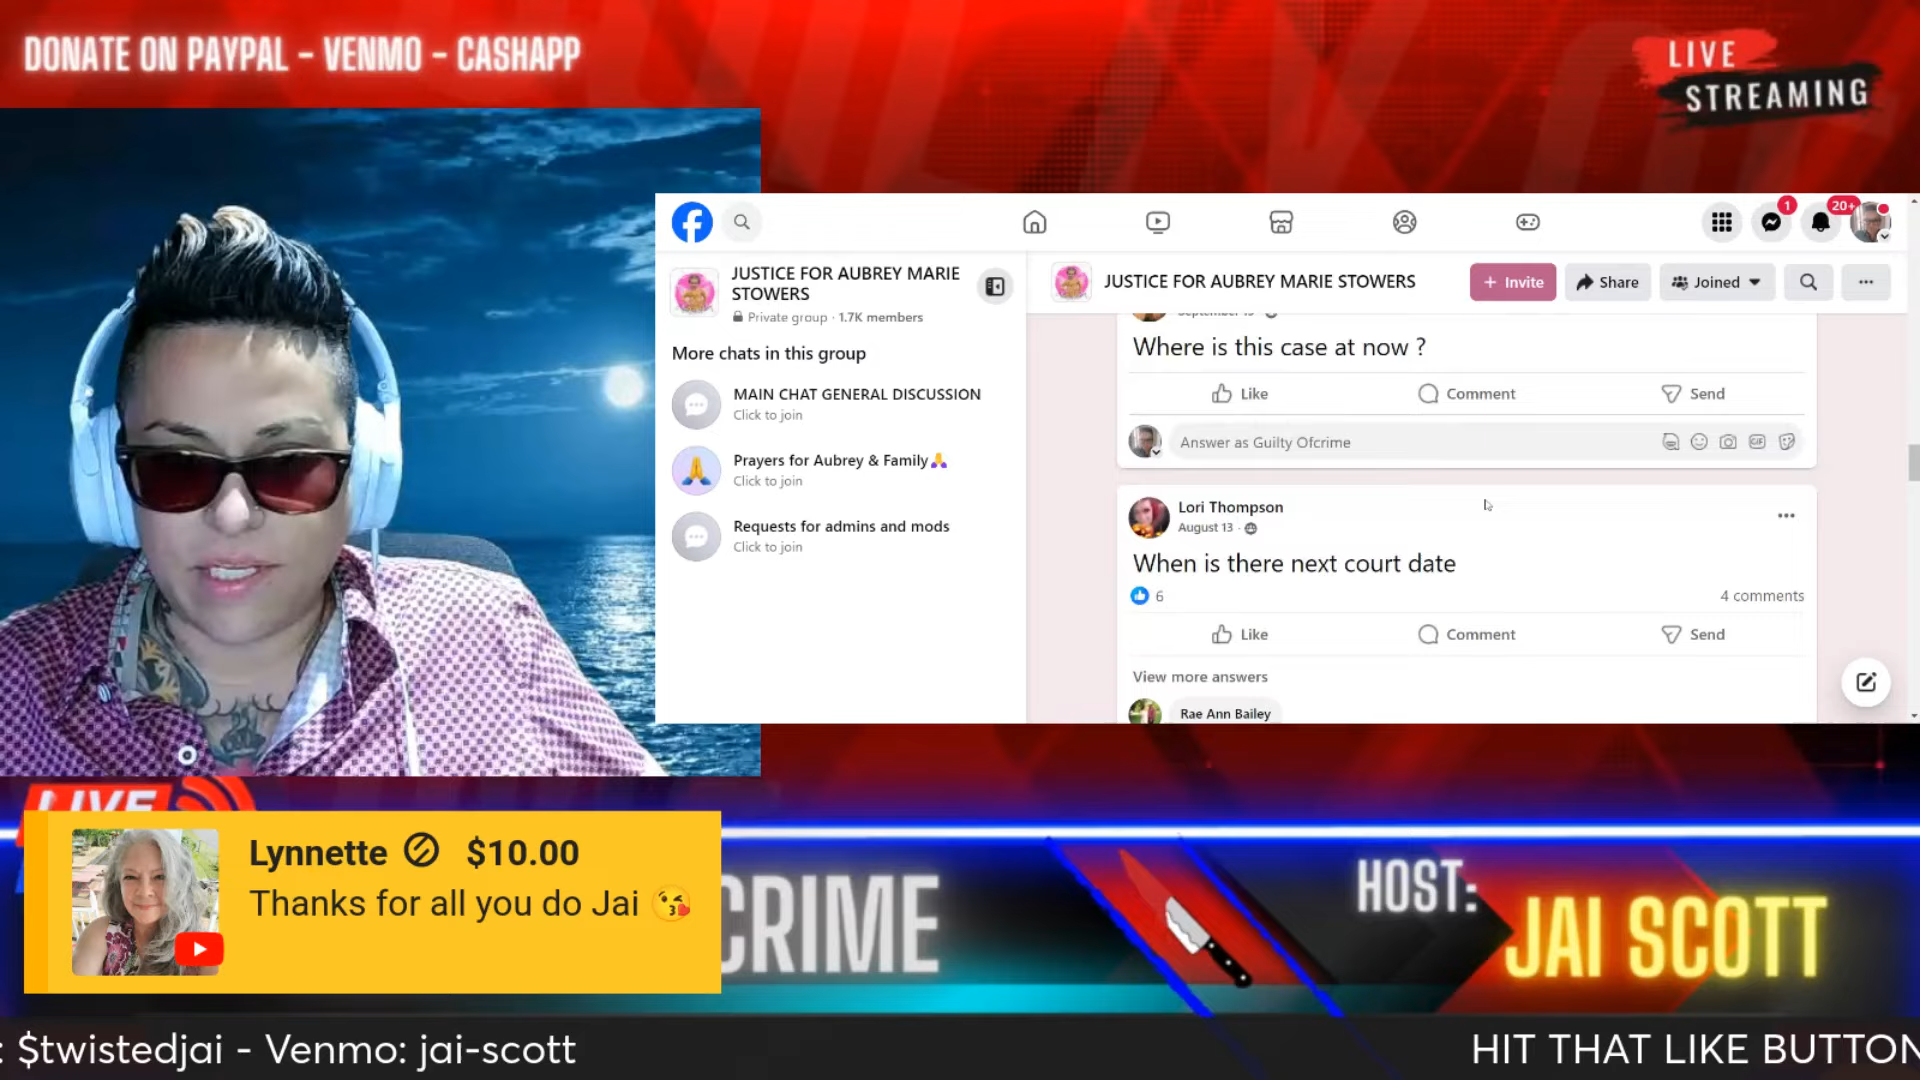 DONATE ON PAYPAL - VENMO - CASHAPP
LIVE
STREAMING
1
20+
JUSTICE FOR AUBREY MARIE
STOWERS
Private group · 1.7K members
More chats in this group
MAIN CHAT GENERAL DISCUSSION
Click to join
Prayers for Aubrey & Family🙏
Click to join
Requests for admins and mods
Click to join
JUSTICE FOR AUBREY MARIE STOWERS
+ Invite
Share
Joined
Where is this case at now ?
Like
Comment
Send
Answer as Guilty Ofcrime
GIF
Lori Thompson
August 13
When is there next court date
6
4 comments
Like
Comment
Send
View more answers
Rae Ann Bailey
LIVE
Lynnette $10.00
Thanks for all you do Jai 😘
CRIME
HOST:
JAI SCOTT
: $twistedjai - Venmo: jai-scott
HIT THAT LIKE BUTTON